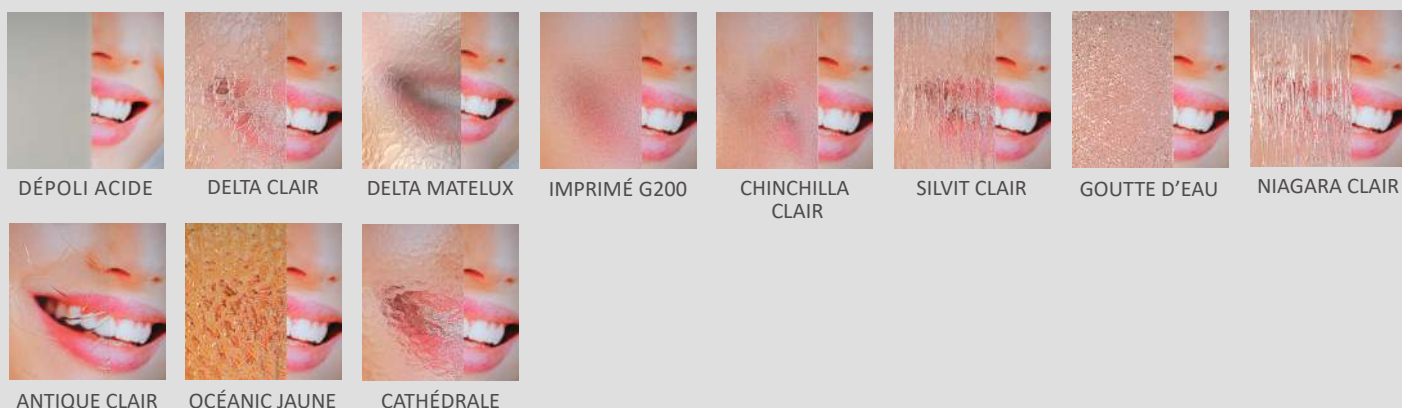 DÉPOLI ACIDE
DELTA CLAIR
DELTA MATELUX
IMPRIMÉ G200
CHINCHILLA
CLAIR
SILVIT CLAIR
GOUTTE D’EAU
NIAGARA CLAIR
ANTIQUE CLAIR
OCÉANIC JAUNE
CATHÉDRALE